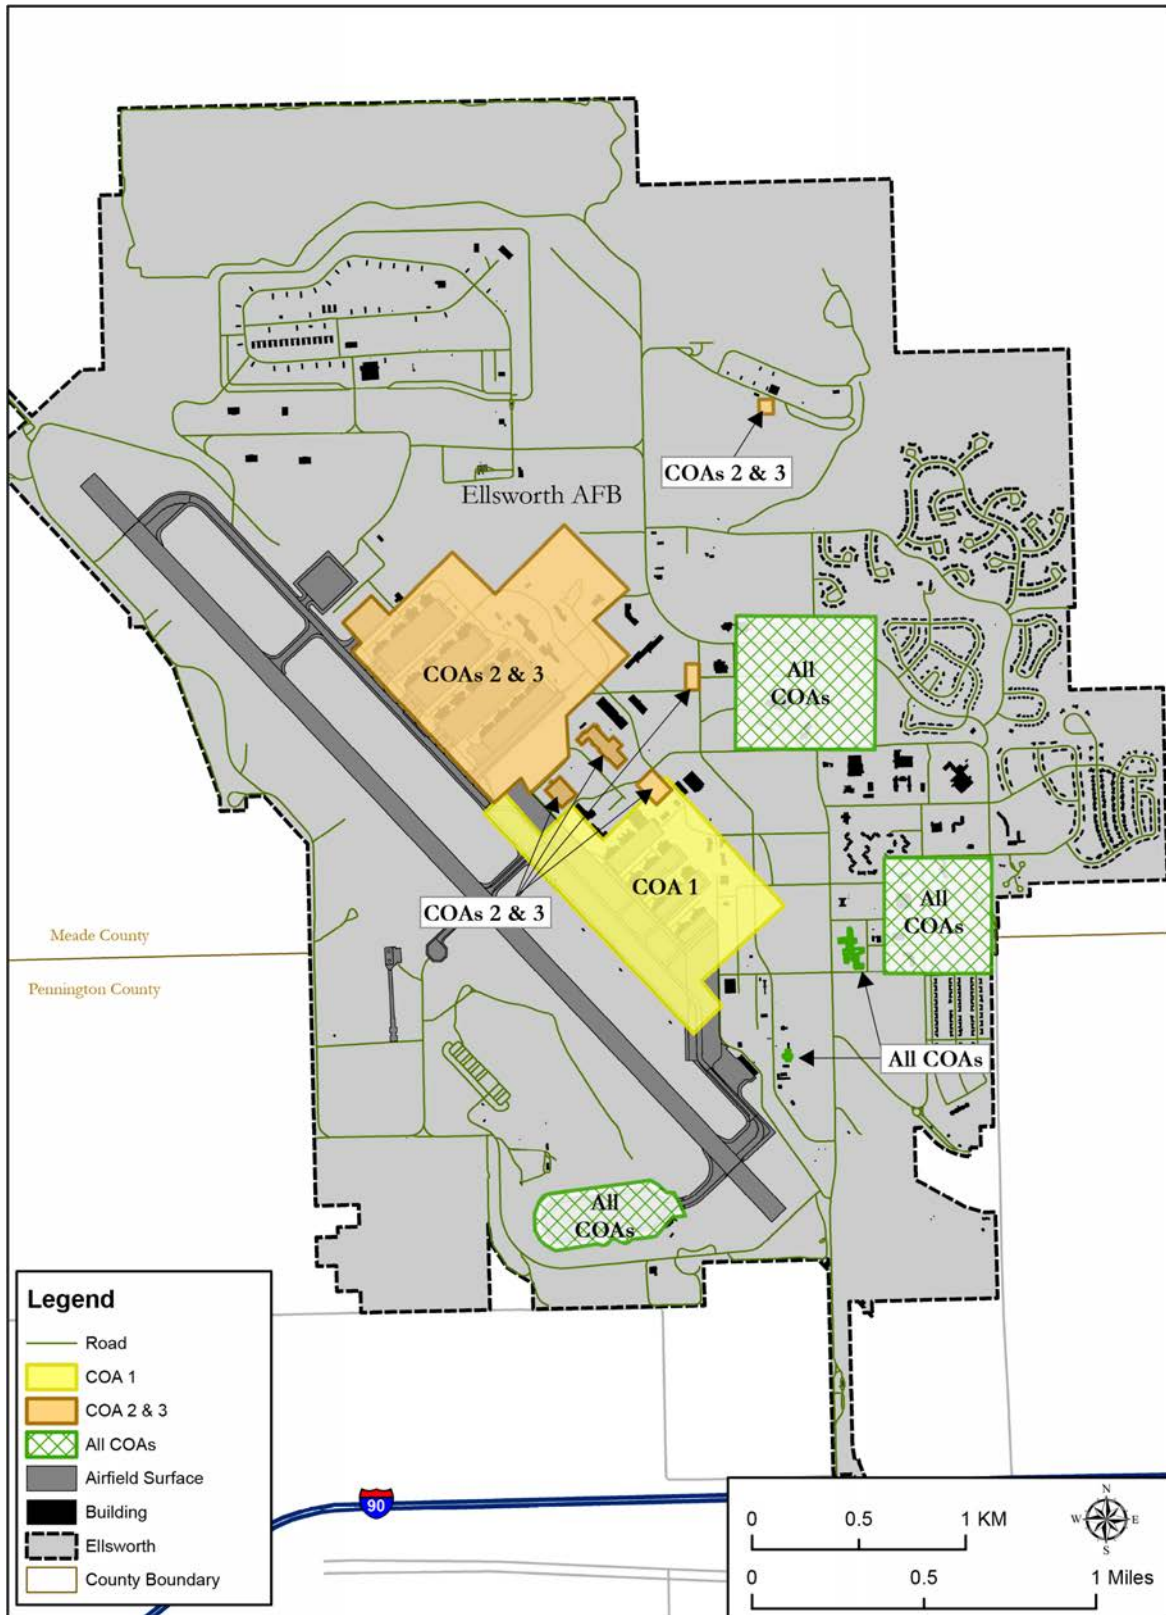 COAs 2 & 3
Ellsworth AFB
COAs 2 & 3
All
COAs
COA 1
All
COAs
COAs 2 & 3
Meade County
Pennington County
All COAs
All
COAs
Legend
Road
COA 1
COA 2 & 3
All COAs
Airfield Surface
Building
Ellsworth
County Boundary
90
N
W
E
S
0
0.5
1 KM
0
0.5
1 Miles